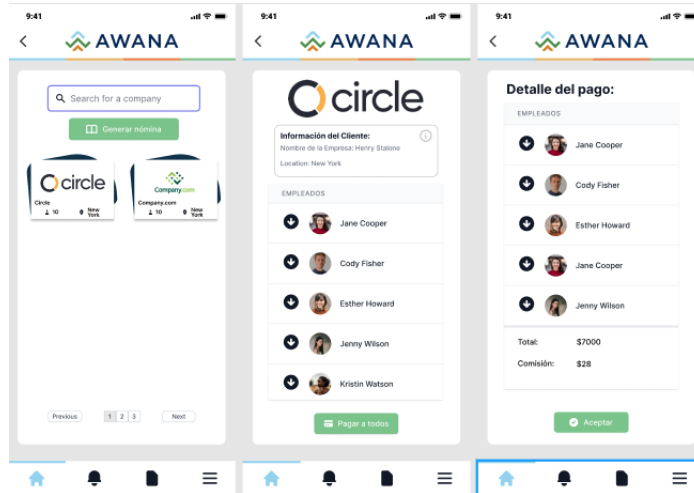 9:41
AWANA
Search for a company
Generar nómina
circle
Circle
10
New York
Company.com
Company.com
10
New York
Previous
1 2 3
Next
9:41
AWANA
circle
Información del Cliente:
Nombre de la Empresa: Henry Stalone
Location: New York
EMPLEADOS
Jane Cooper
Cody Fisher
Esther Howard
Jenny Wilson
Kristin Watson
Pagar a todos
9:41
AWANA
Detalle del pago:
EMPLEADOS
Jane Cooper
Cody Fisher
Esther Howard
Jane Cooper
Jenny Wilson
Total: $7000
Comisión: $28
Aceptar